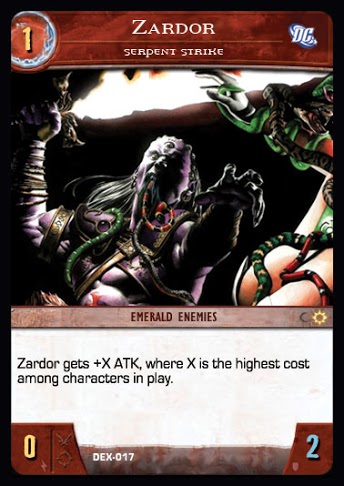 1
Zardor
SERPENT STRIKE
DC
EMERALD ENEMIES
Zardor gets +X ATK, where X is the highest cost
among characters in play.
0
DEX-017
2